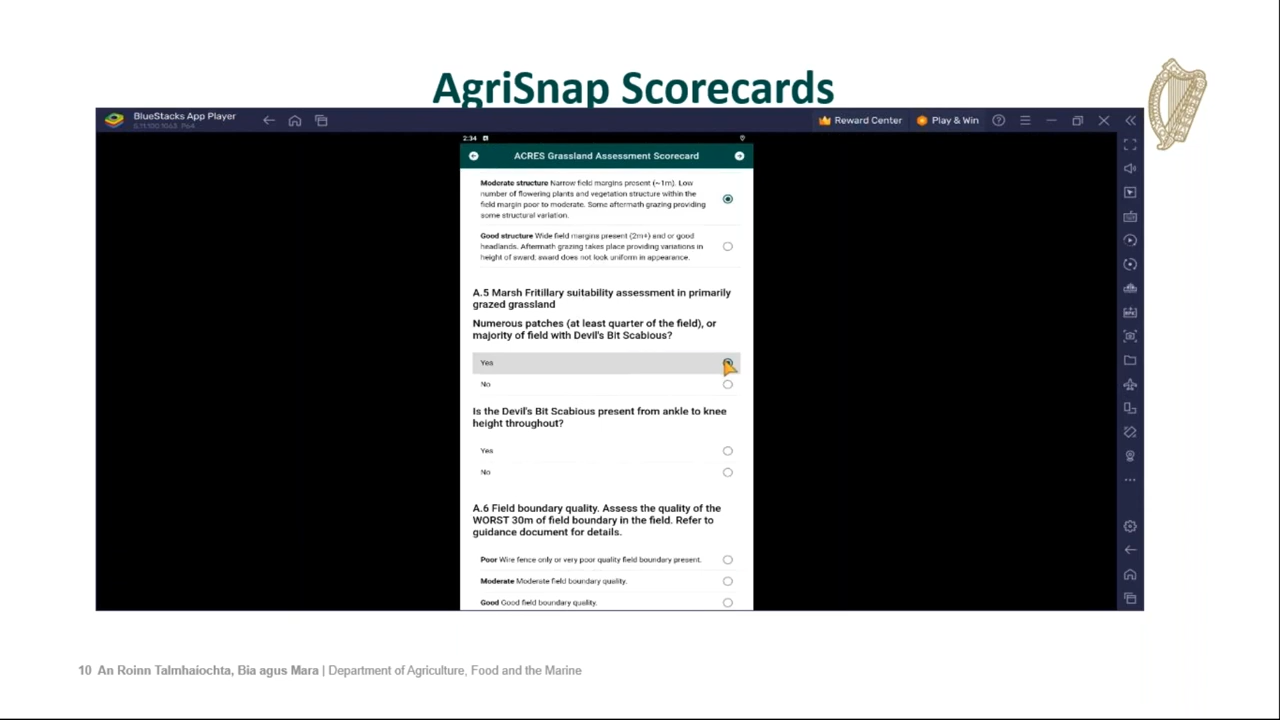 AgriSnap Scorecards
BlueStacks App Player
Reward Center
Play & Win
2:34
ACRES Grassland Assessment Scorecard
Moderate structure Narrow field margins present (~1m). Low
number of flowering plants and vegetation structure within the
field margin poor to moderate. Some aftermath grazing providing
some structural variation.
Good structure Wide field margins present (2m+) and or good
headlands. Aftermath grazing takes place providing variations in
height of award; award does not look uniform in appearance.
A.5 Marsh Fritillary suitability assessment in primarily
grazed grassland
Numerous patches (at least quarter of the field), or
majority of field with Devil's Bit Scabious?
Yes
No
Is the Devil's Bit Scabious present from ankle to knee
height throughout?
Yes
No
A.6 Field boundary quality. Assess the quality of the
WORST 30m of field boundary in the field. Refer to
guidance document for details.
Poor Wire fence only or very poor quality field boundary present.
Moderate Moderate field boundary quality.
Good Good field boundary quality.
10 An Roinn Talmhaíochta, Bia agus Mara | Department of Agriculture, Food and the Marine